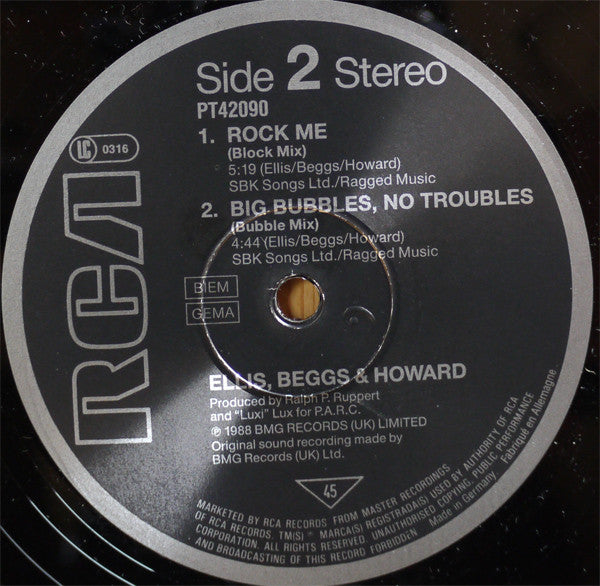 Side 2 Stereo
PT42090
1. ROCK ME
(Block Mix)
5:19 (Ellis/Beggs/Howard)
SBK Songs Ltd./Ragged Music
2. BIG BUBBLES, NO TROUBLES
(Bubble Mix)
4:44 (Ellis/Beggs/Howard)
SBK Songs Ltd./Ragged Music
LC 0316
RCA
BIEM
GEMA
ELLIS, BEGGS & HOWARD
Produced by Ralph P. Ruppert
and "Luxi" Lux for P.A.R.C.
℗ 1988 BMG RECORDS (UK) LIMITED
Original sound recording made by
BMG Records (UK) Ltd.
45
MARKETED BY RCA RECORDS, FROM MASTER RECORDINGS
OF RCA RECORDS. TM(S) ® MARCA(S) REGISTRADA(S) USED BY AUTHORITY OF RCA
CORPORATION. ALL RIGHTS RESERVED. UNAUTHORISED COPYING, PUBLIC PERFORMANCE
AND BROADCASTING OF THIS RECORD FORBIDDEN
Made in Germany Fabriqué en Allemagne